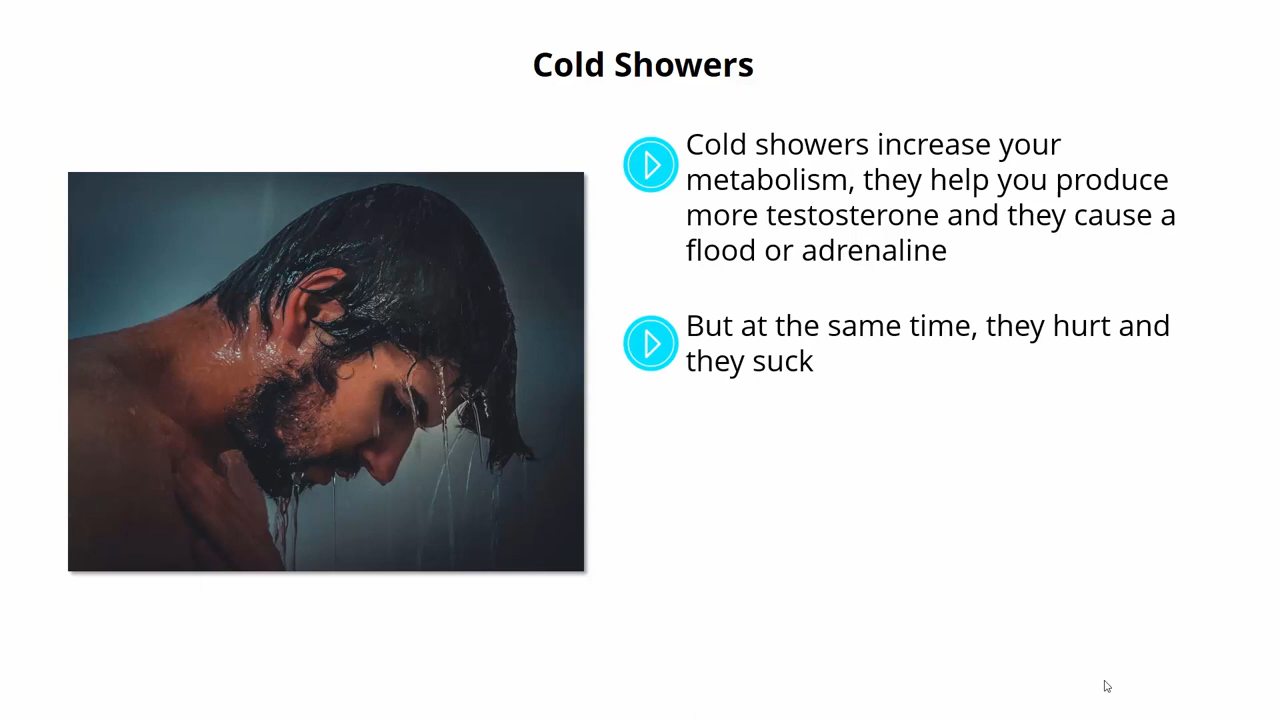 Cold Showers
Cold showers increase your
metabolism, they help you produce
more testosterone and they cause a
flood or adrenaline
But at the same time, they hurt and
they suck